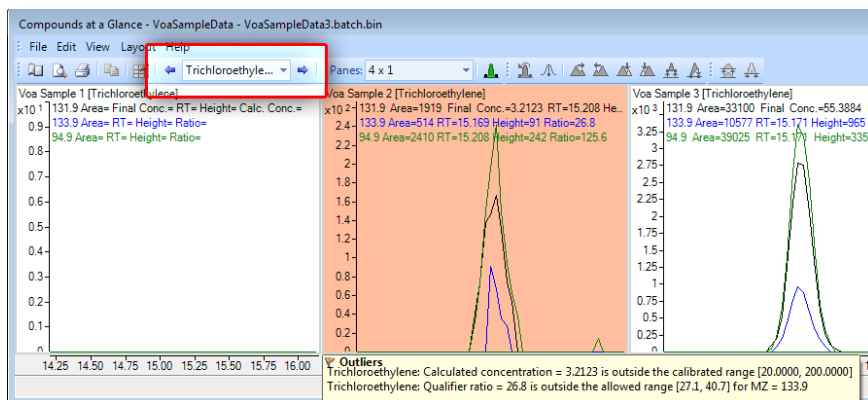 Compounds at a Glance - VoaSampleData - VoaSampleData3.batch.bin
File Edit View Layout Help
Trichloroethyle... Panes: 4 x 1
Voa Sample 1 [Trichloroethylene]
x10 1 131.9 Area= Final Conc.= RT= Height= Calc. Conc.=
133.9 Area= RT= Height= Ratio=
94.9 Area= RT= Height= Ratio=
0.9
0.8
0.7
0.6
0.5
0.4
0.3
0.2
0.1
0
Voa Sample 2 [Trichloroethylene]
x10 2 131.9 Area=1919 Final Conc.=3.2123 RT=15.208 He...
133.9 Area=514 RT=15.169 Height=91 Ratio=26.8
94.9 Area=2410 RT=15.208 Height=242 Ratio=125.6
2.4
2.2
2
1.8
1.6
1.4
1.2
1
0.8
0.6
0.4
0.2
0
Voa Sample 3 [Trichloroethylene]
x10 3 131.9 Area=33100 Final Conc.=55.3884
133.9 Area=10577 RT=15.171 Height=965
94.9 Area=39025 RT=15.171 Height=335
3.25
3
2.75
2.5
2.25
2
1.75
1.5
1.25
1
0.75
0.5
0.25
0
14.25 14.50 14.75 15.00 15.25 15.50 15.75 16.00
Outliers
Trichloroethylene: Calculated concentration = 3.2123 is outside the calibrated range [20.0000, 200.0000]
Trichloroethylene: Qualifier ratio = 26.8 is outside the allowed range [27.1, 40.7] for MZ = 133.9